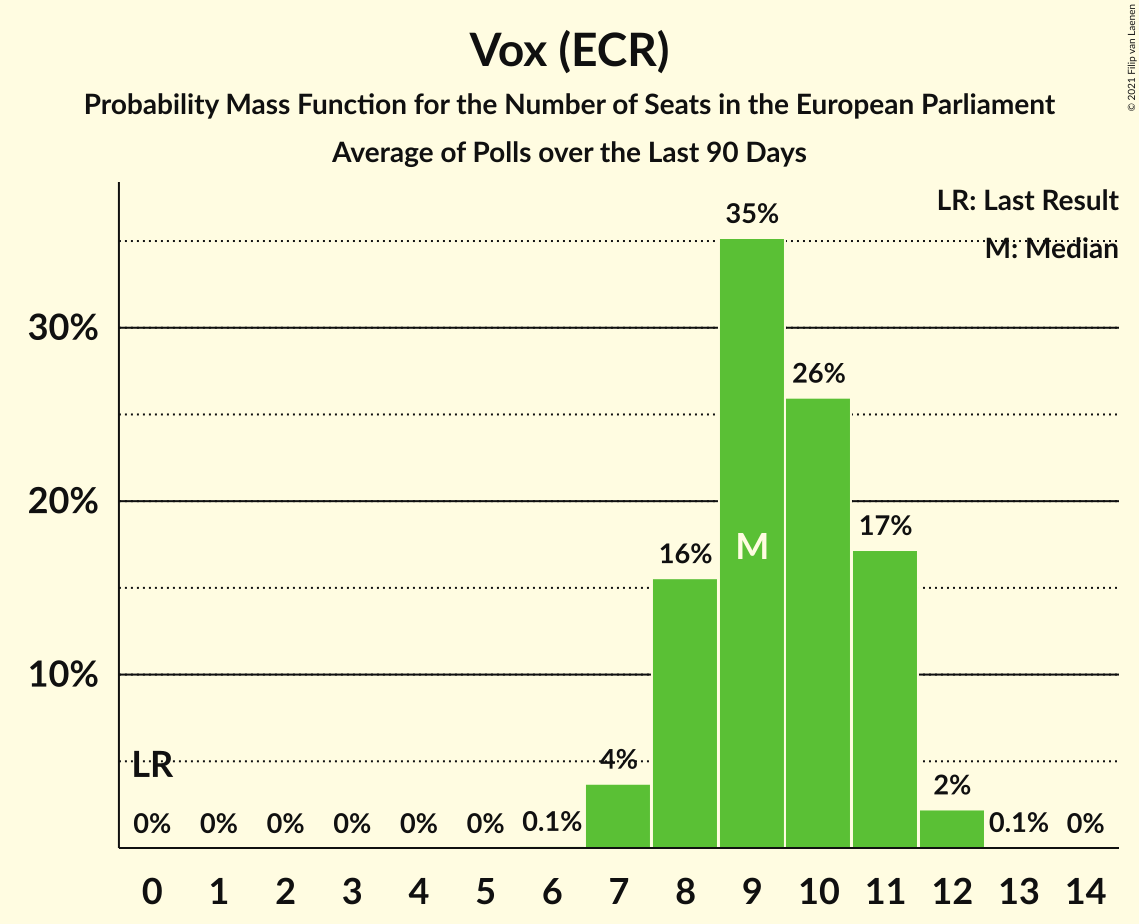 Vox (ECR)
Probability Mass Function for the Number of Seats in the European Parliament
Average of Polls over the Last 90 Days
© 2021 Filip van Laenen
LR: Last Result
M: Median
35%
30%
26%
20%
17%
16%
M
10%
LR
4%
2%
0% 0% 0% 0% 0% 0% 0.1% 0.1% 0%
0 1 2 3 4 5 6 7 8 9 10 11 12 13 14